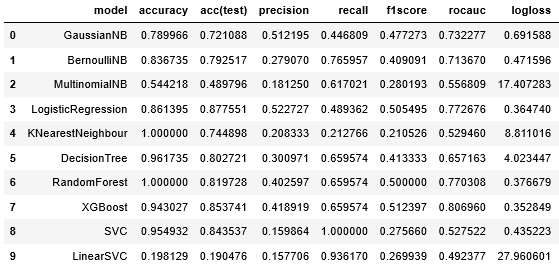 model accuracy acc(test) precision recall f1score rocauc logloss
0 GaussianNB 0.789966 0.721088 0.512195 0.446809 0.477273 0.732277 0.691588
1 BernoulliNB 0.836735 0.792517 0.279070 0.765957 0.409091 0.713670 0.471596
2 MultinomialNB 0.544218 0.489796 0.181250 0.617021 0.280193 0.556809 17.407283
3 LogisticRegression 0.861395 0.877551 0.522727 0.489362 0.505495 0.772676 0.364740
4 KNearestNeighbour 1.000000 0.744898 0.208333 0.212766 0.210526 0.529460 8.811016
5 DecisionTree 0.961735 0.802721 0.300971 0.659574 0.413333 0.657163 4.023447
6 RandomForest 1.000000 0.819728 0.402597 0.659574 0.500000 0.770308 0.376679
7 XGBoost 0.943027 0.853741 0.418919 0.659574 0.512397 0.806960 0.352849
8 SVC 0.954932 0.843537 0.159864 1.000000 0.275660 0.527522 0.435223
9 LinearSVC 0.198129 0.190476 0.157706 0.936170 0.269939 0.492377 27.960601